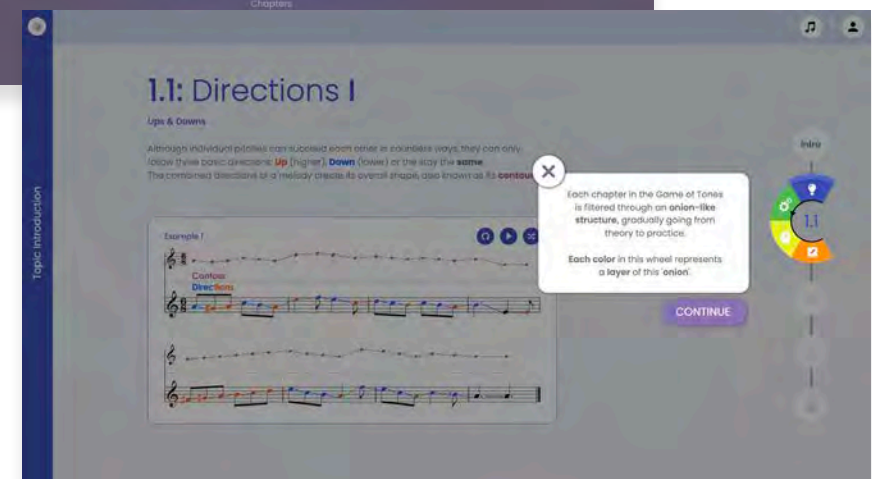 Chapters
1.1: Directions I
Ups & Downs
Although individual pitches can succeed each other in countless ways, they can only
follow three basic directions: Up (higher), Down (lower) or the stay the same.
The combined directions of a melody create its overall shape, also known as its contour
Topic Introduction
Example 1
Contour
Directions
Each chapter in the Game of Tones
is filtered through an onion-like
structure, gradually going from
theory to practice.
Each color in this wheel represents
a layer of this 'onion'.
CONTINUE
Intro
1.1